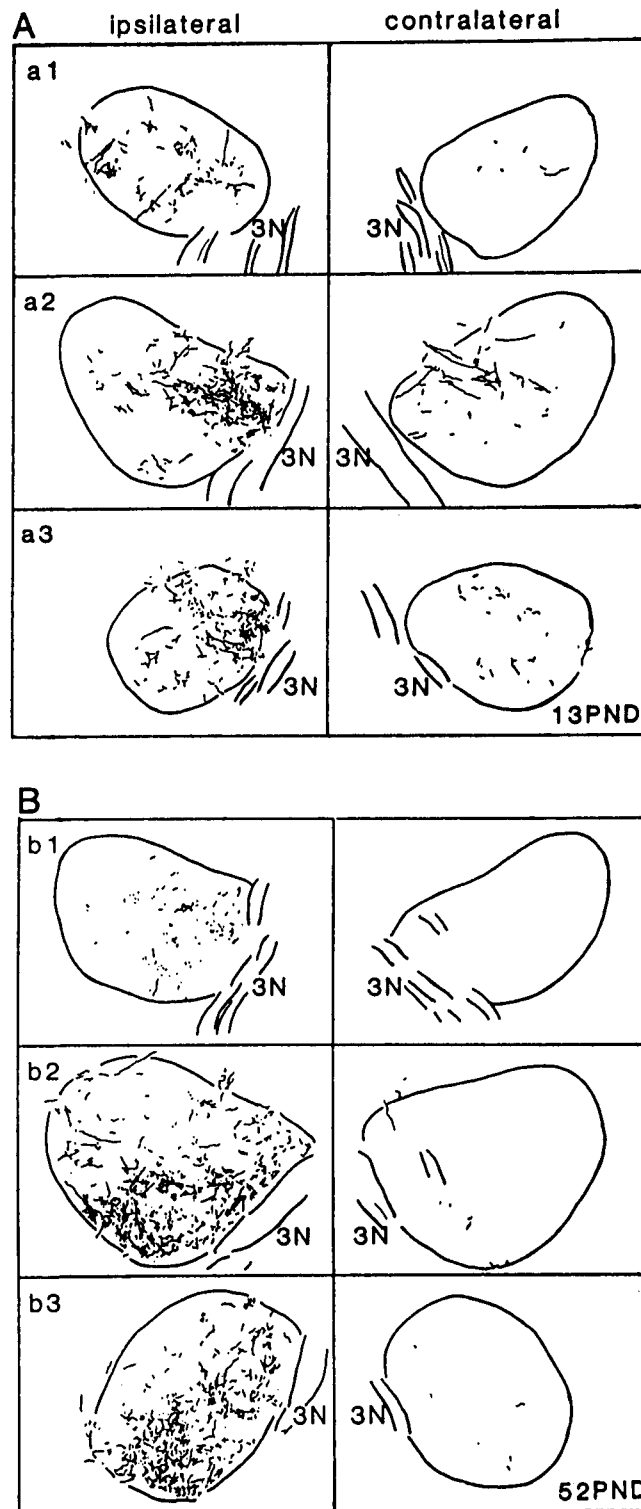 A ipsilateral contralateral
a1
3N 3N
a2
3N 3N
a3
3N 3N
13PND
B
b1
3N 3N
b2
3N 3N
b3
3N 3N
52PND